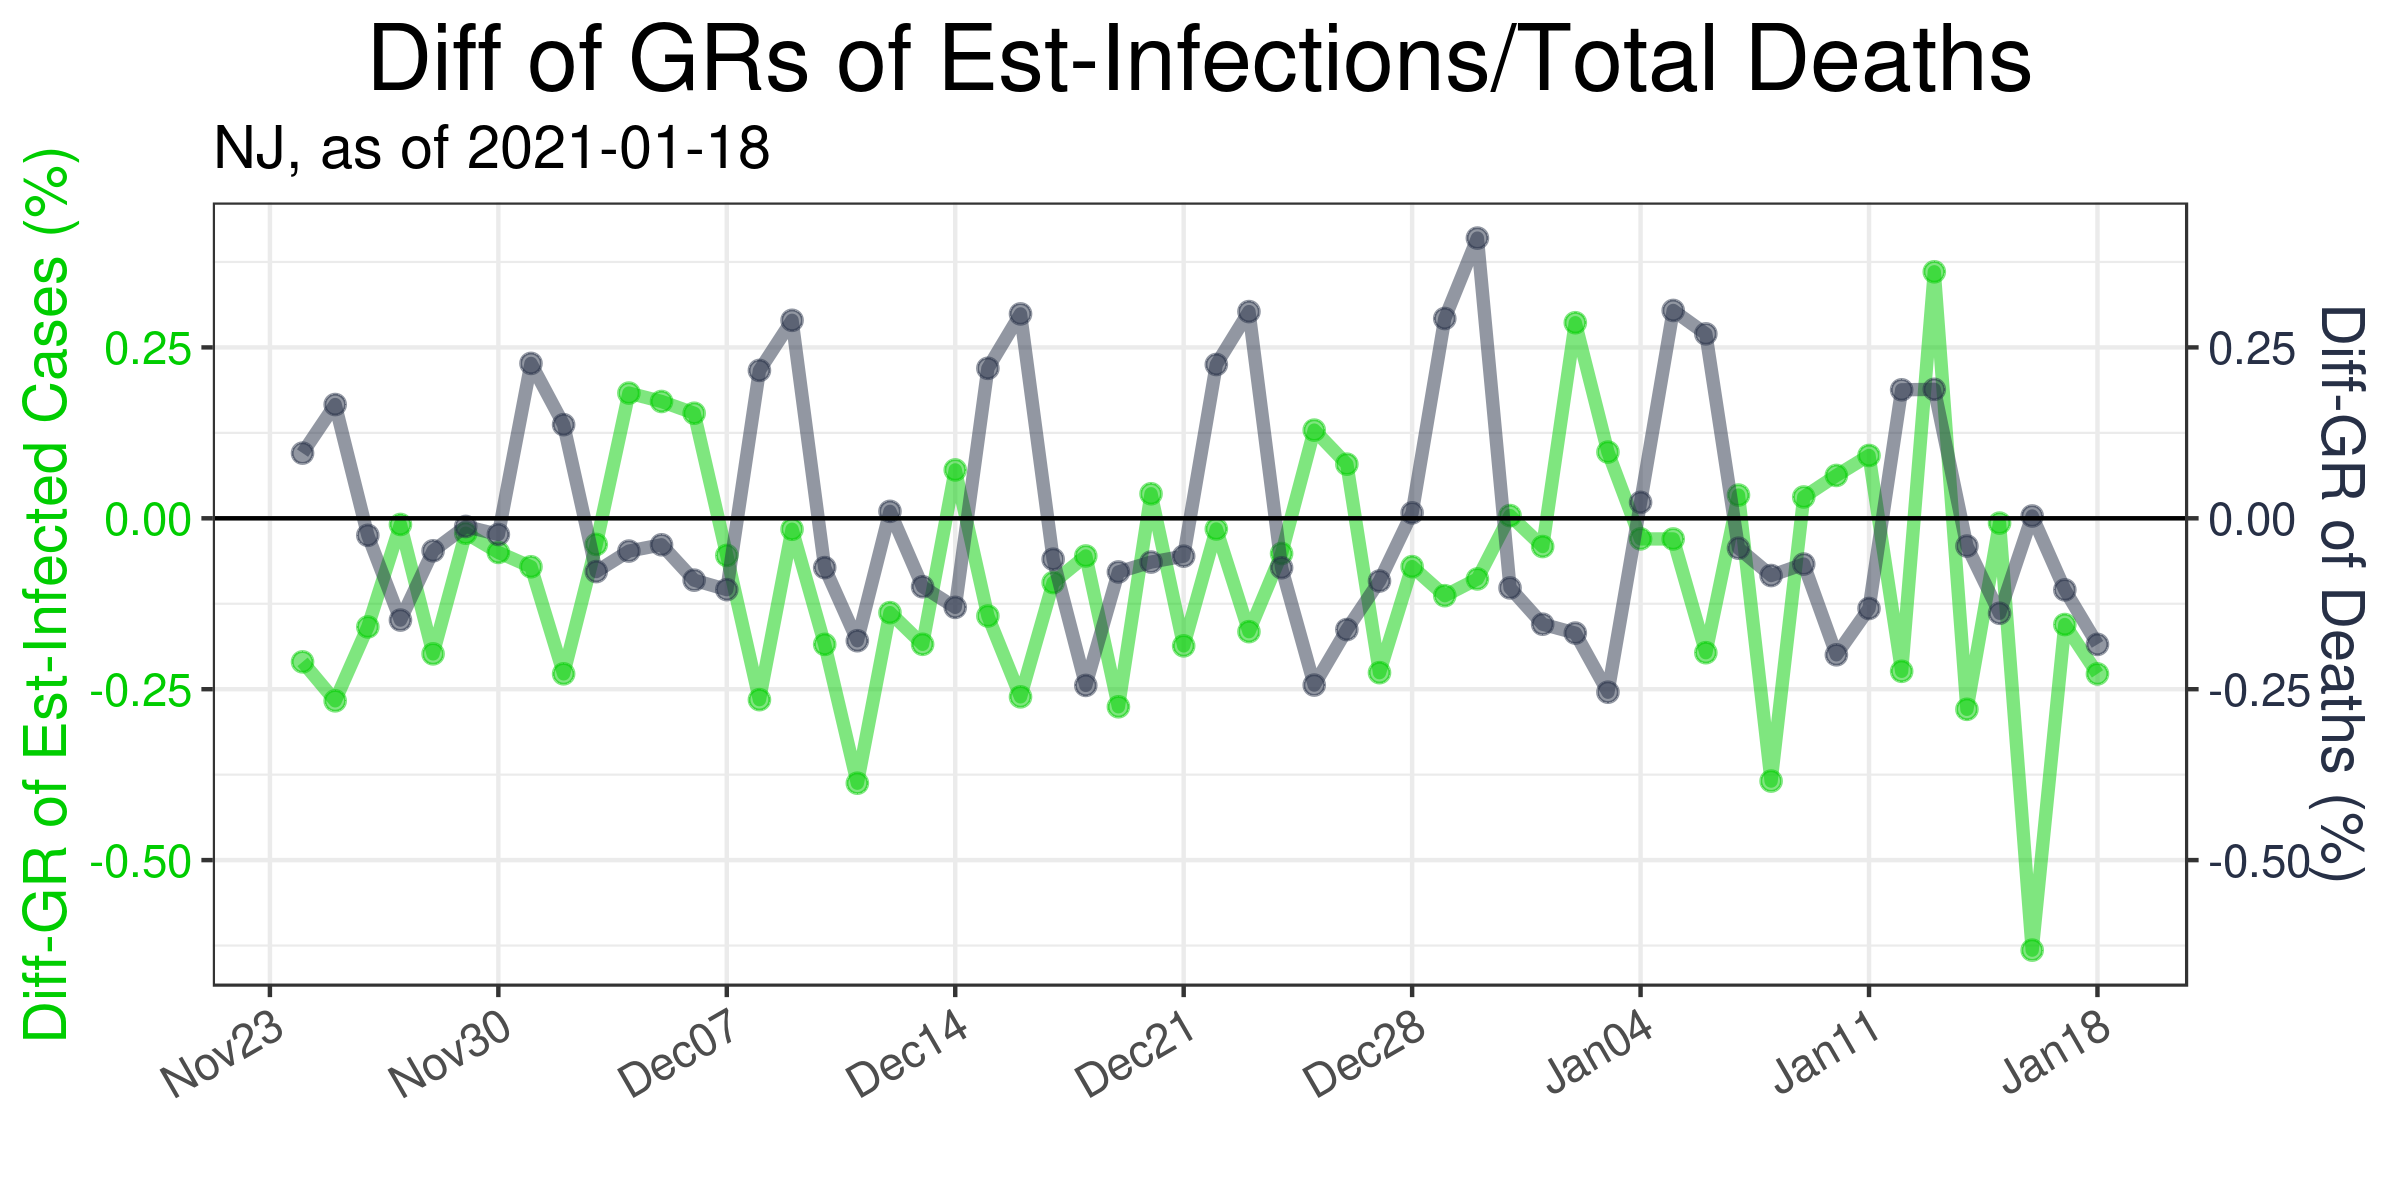 Diff of GRs of Est-Infections/Total Deaths
NJ, as of 2021-01-18
Diff-GR of Est-Infected Cases (%)
0.25
0.00
-0.25
-0.50
0.25
0.00
-0.25
-0.50
Diff-GR of Deaths (%)
Nov23
Nov30
Dec07
Dec14
Dec21
Dec28
Jan04
Jan11
Jan18